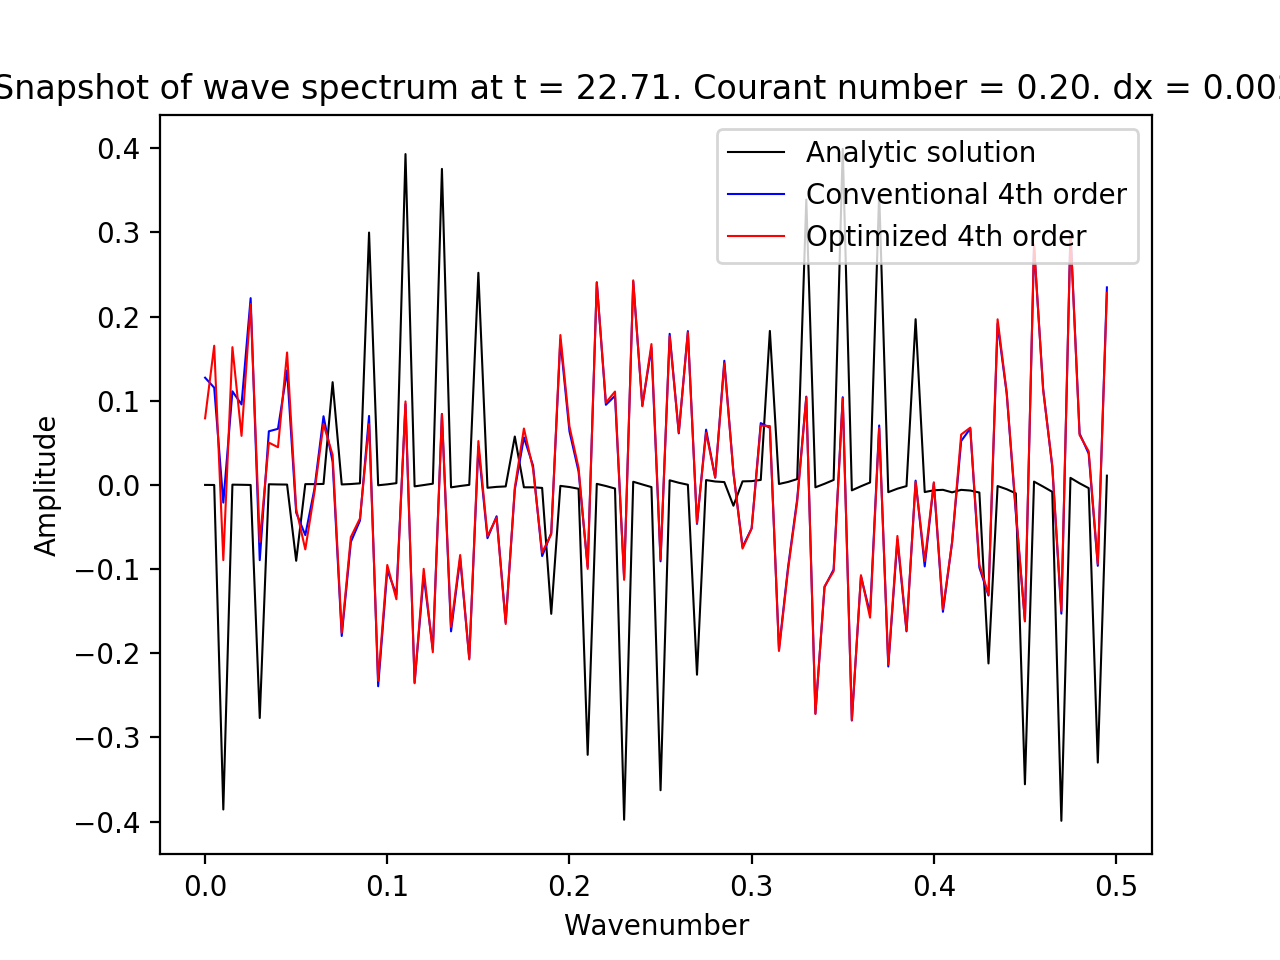 Snapshot of wave spectrum at t = 22.71. Courant number = 0.20. dx = 0.00
Analytic solution
Conventional 4th order
Optimized 4th order
0.4
0.3
0.2
0.1
0.0
−0.1
−0.2
−0.3
−0.4
Amplitude
0.0 0.1 0.2 0.3 0.4 0.5
Wavenumber